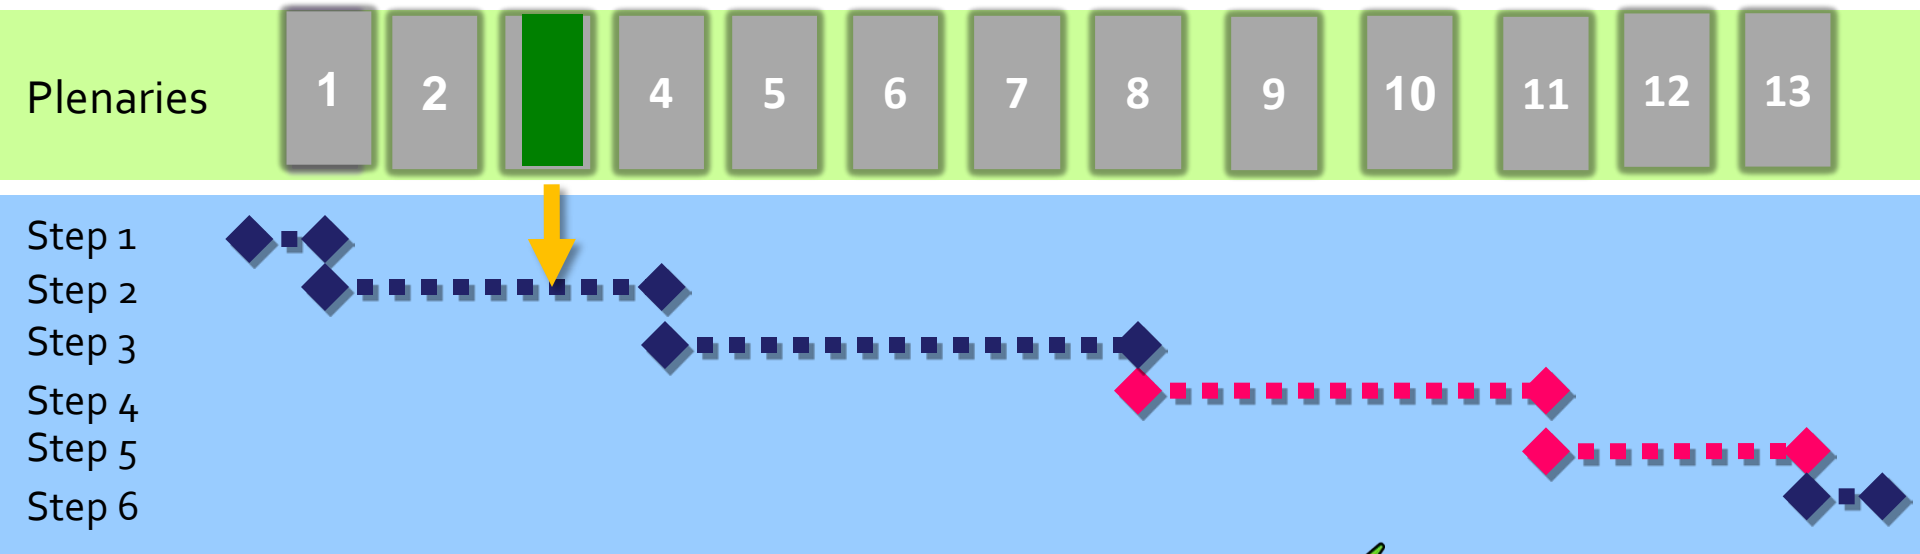 Plenaries 1 2 4 5 6 7 8 9 10 11 12 13
Step 1
Step 2
Step 3
Step 4
Step 5
Step 6